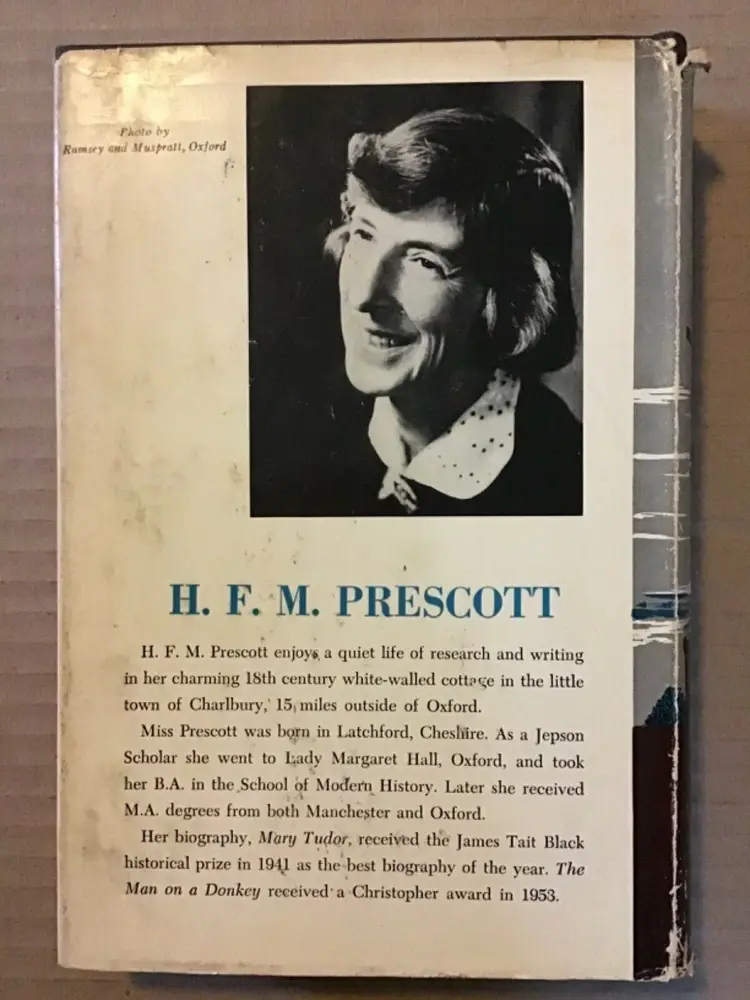 Photo by
Ramsey and Muspratt, Oxford
H. F. M. PRESCOTT
H. F. M. Prescott enjoys a quiet life of research and writing
in her charming 18th century white-walled cottage in the little
town of Charlbury, 15 miles outside of Oxford.
Miss Prescott was born in Latchford, Cheshire. As a Jepson
Scholar she went to Lady Margaret Hall, Oxford, and took
her B.A. in the School of Modern History. Later she received
M.A. degrees from both Manchester and Oxford.
Her biography, Mary Tudor, received the James Tait Black
historical prize in 1941 as the best biography of the year. The
Man on a Donkey received a Christopher award in 1953.